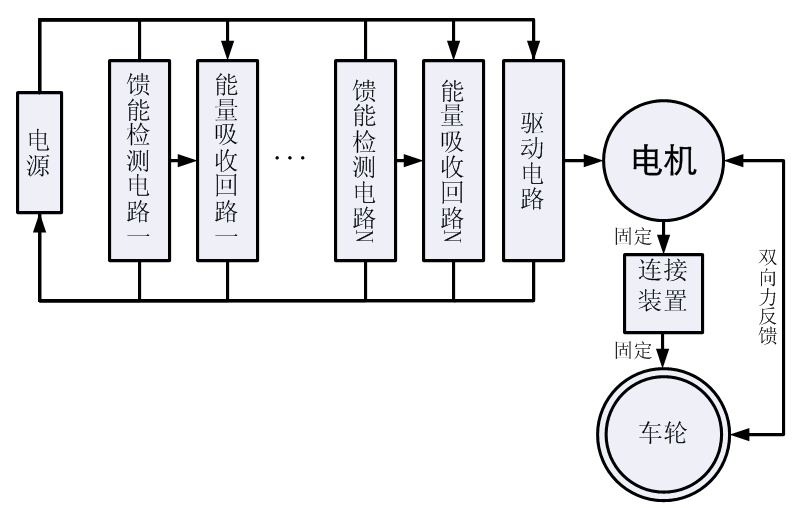 电源
馈能检测电路一
能量吸收回路一
···
馈能检测电路N
能量吸收回路N
驱动电路
电机
固定
连接
装置
固定
车轮
双向力反馈